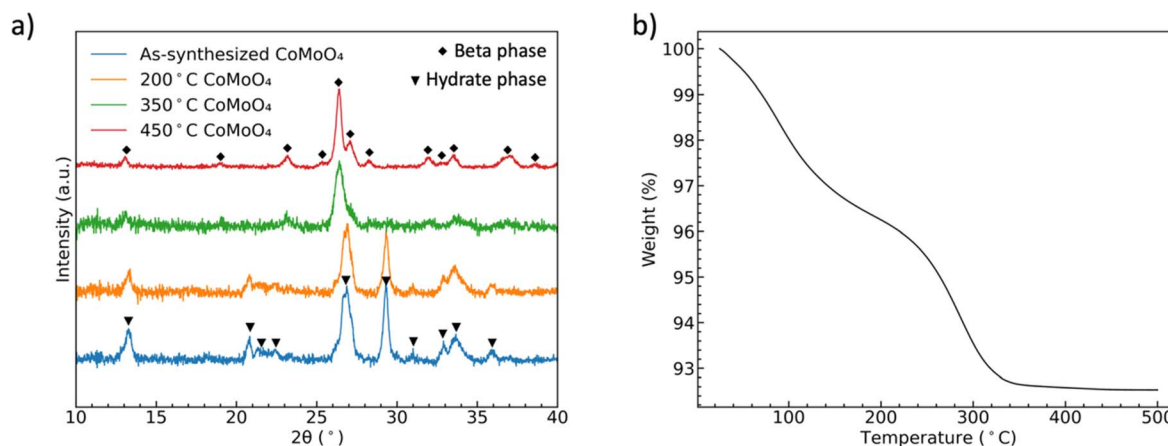 a)
As-synthesized CoMoO₄
200°C CoMoO₄
350°C CoMoO₄
450°C CoMoO₄
◆ Beta phase
▼ Hydrate phase
Intensity (a.u.)
10 15 20 25 30 35 40
2θ (°)
b)
100
99
98
97
96
95
94
93
Weight (%)
100 200 300 400 500
Temperature (°C)